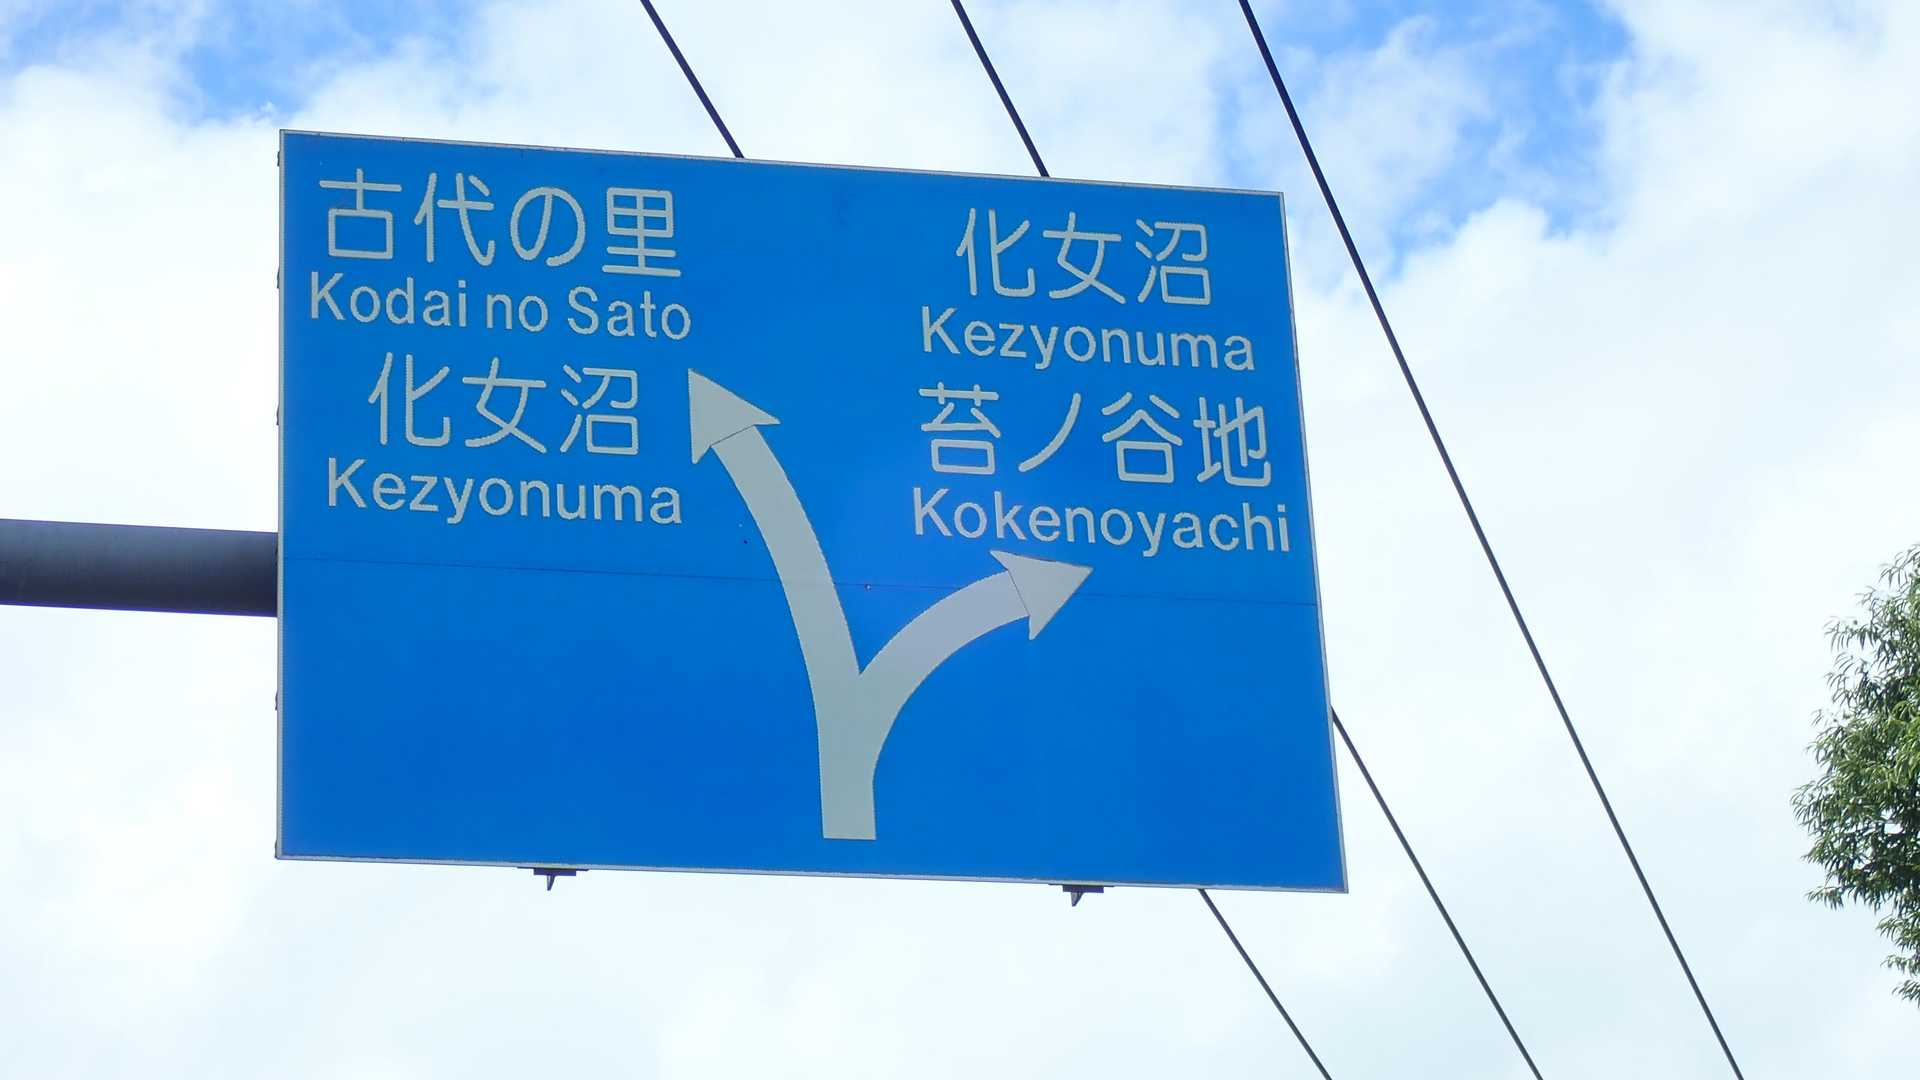 古代の里
Kodai no Sato
化女沼
Kezyonuma
化女沼
Kezyonuma
苔ノ谷地
Kokenoyachi